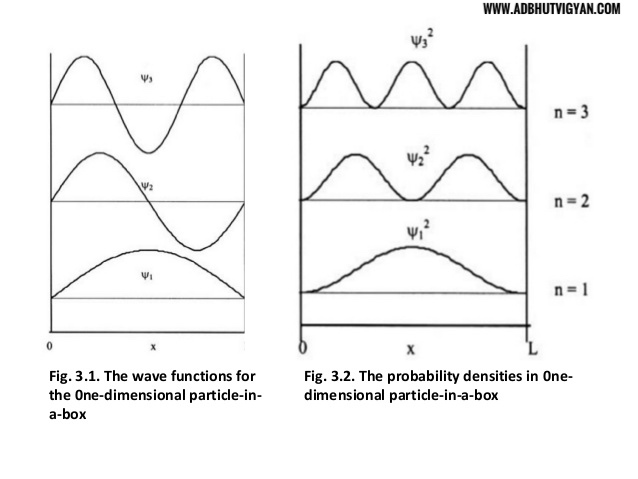 WWW.ADBHUTVIGYAN.COM
ψ₃
ψ₂
ψ₁
0
x
Fig. 3.1. The wave functions for
the 0ne-dimensional particle-in-
a-box
ψ₃²
n = 3
ψ₂²
n = 2
ψ₁²
n = 1
0
x
L
Fig. 3.2. The probability densities in 0ne-
dimensional particle-in-a-box